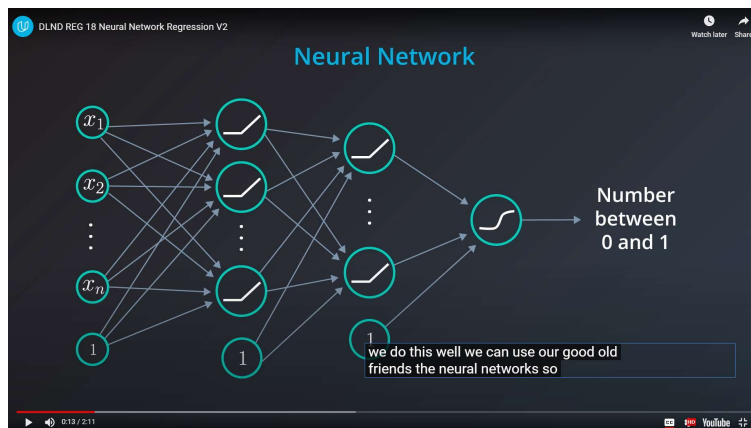 DLND REG 18 Neural Network Regression V2
Watch later
Share
Neural Network
x1
x2
xn
1
1
1
Number
between
0 and 1
we do this well we can use our good old
friends the neural networks so
0:13 / 2:11
CC
HD
YouTube